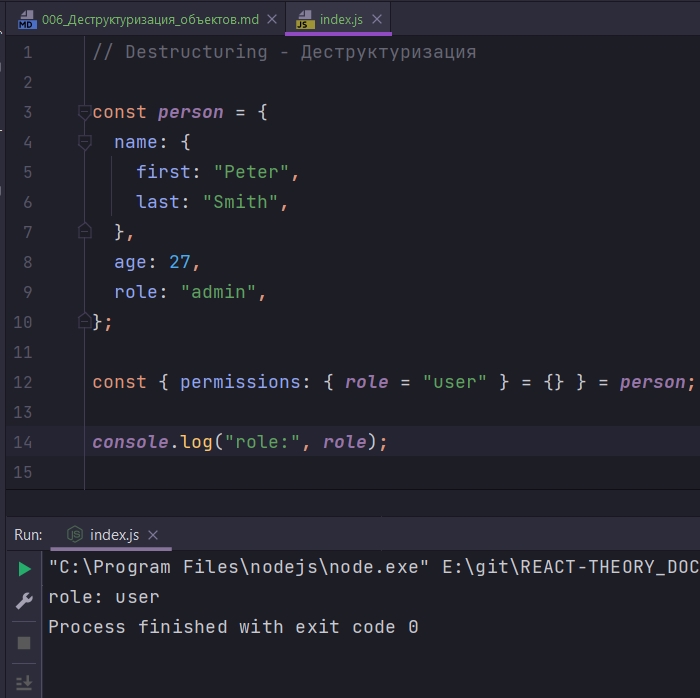 006_Деструктуризация_объектов.md
index.js
1 // Destructuring - Деструктуризация
2
3 const person = {
4 name: {
5 first: "Peter",
6 last: "Smith",
7 },
8 age: 27,
9 role: "admin",
10 };
11
12 const { permissions: { role = "user" } = {} } = person;
13
14 console.log("role:", role);
15
Run: index.js
"C:\Program Files\nodejs\node.exe" E:\git\REACT-THEORY_DOC
role: user
Process finished with exit code 0